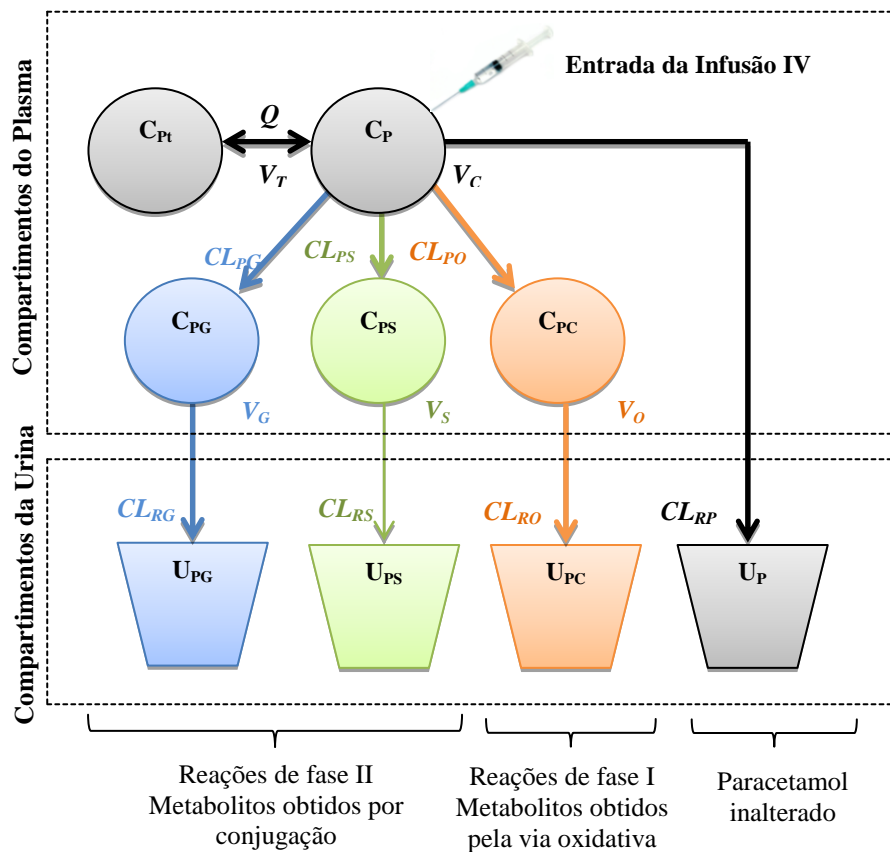 Entrada da Infusão IV
Compartimentos do Plasma
C_Pt
Q
C_P
V_T
V_C
CL_PG
CL_PS
CL_PO
C_PG
C_PS
C_PC
V_G
V_S
V_O
Compartimentos da Urina
CL_RG
CL_RS
CL_RO
CL_RP
U_PG
U_PS
U_PC
U_P
Reações de fase II
Metabolitos obtidos por
conjugação
Reações de fase I
Metabolitos obtidos
pela via oxidativa
Paracetamol
inalterado